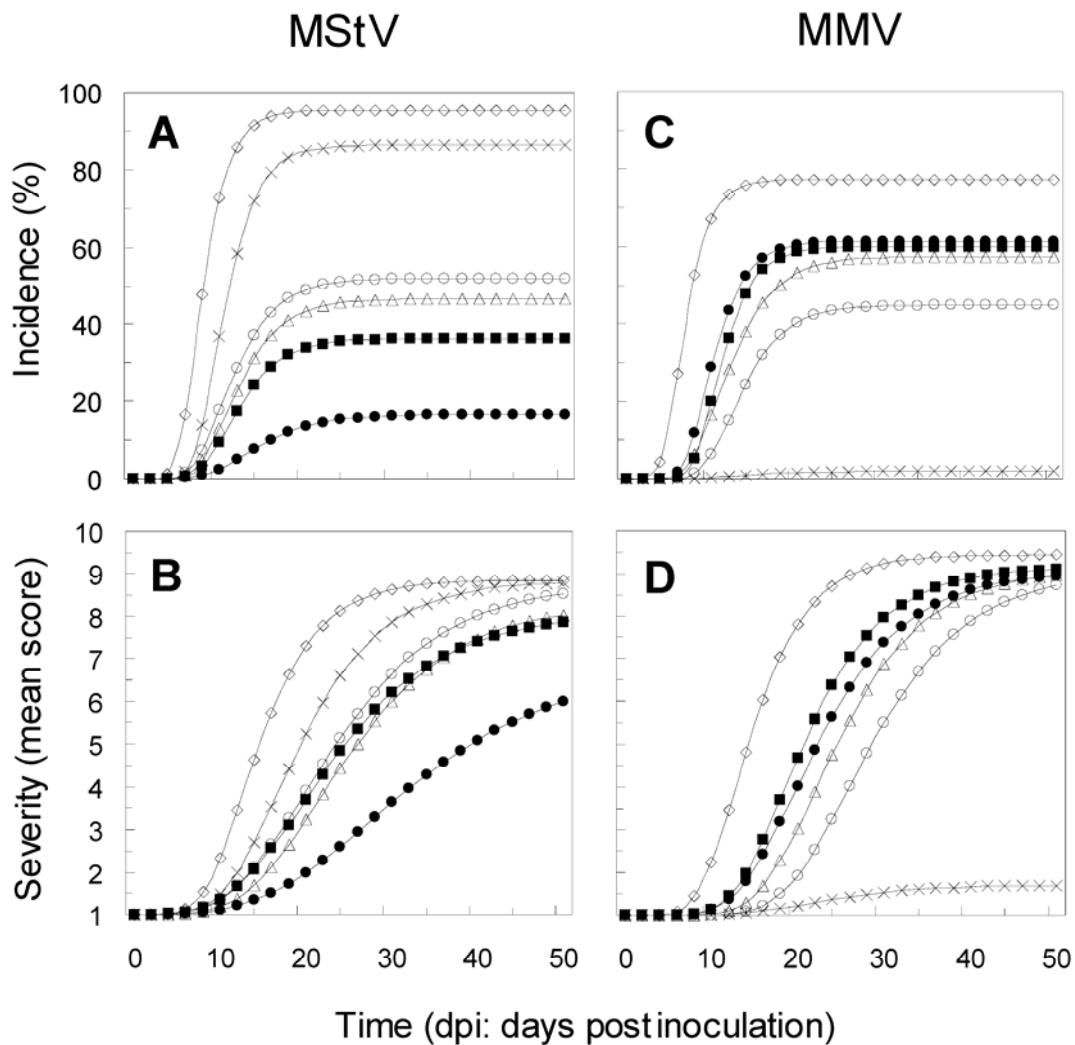 MStV
MMV
Incidence (%)
100
80
60
40
20
0
A
C
Severity (mean score)
10
9
8
7
6
5
4
3
2
1
B
D
0 10 20 30 40 50
0 10 20 30 40 50
Time (dpi: days post inoculation)